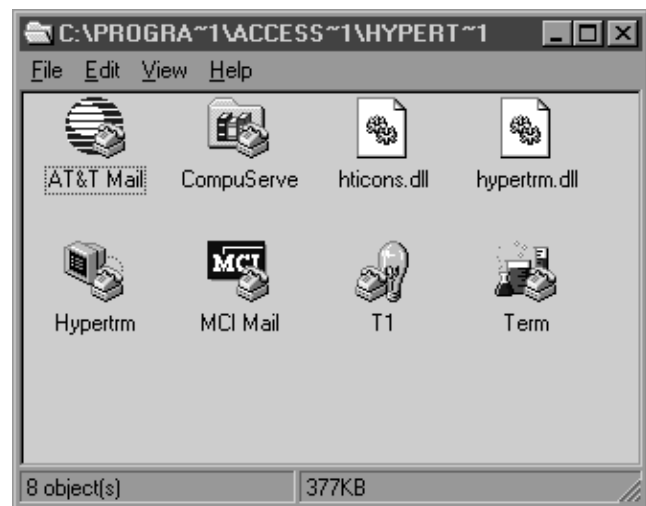 C:\PROGRA~1\ACCESS~1\HYPERT~1
File Edit View Help
AT&T Mail CompuServe hticons.dll hypertrm.dll
MCI
Hypertrm MCI Mail T1 Term
8 object(s) 377KB